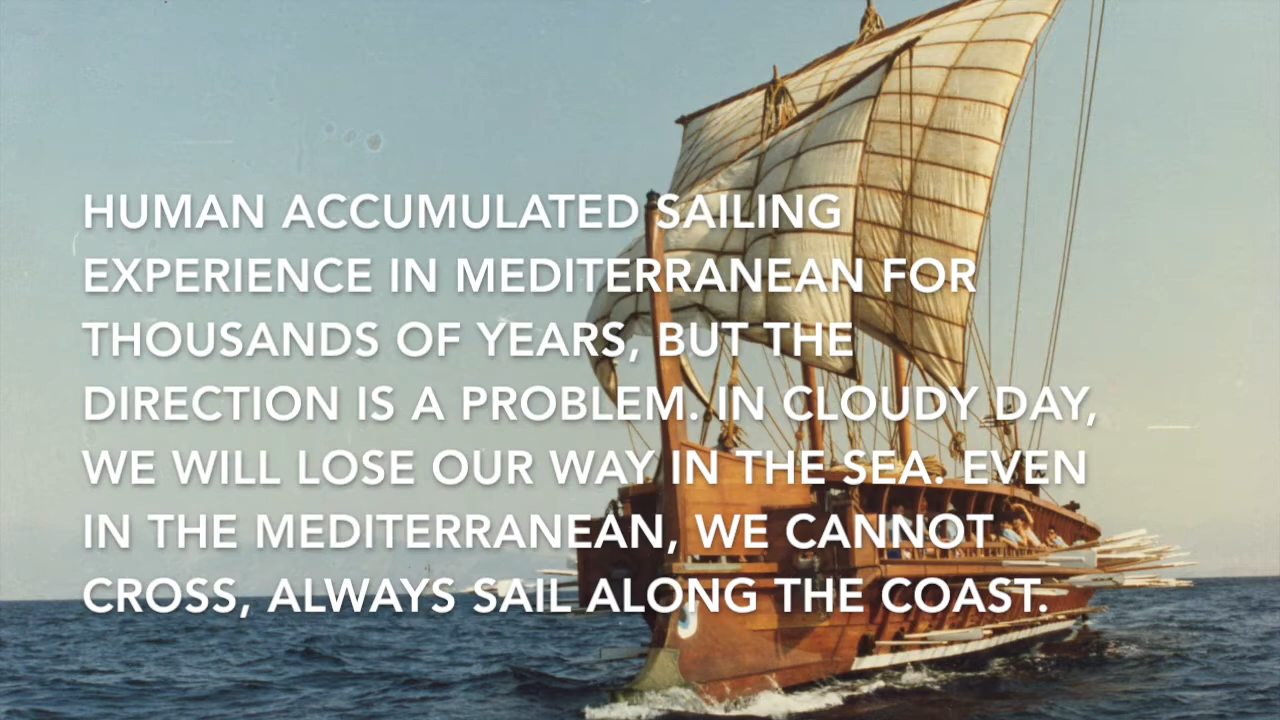 HUMAN ACCUMULATED SAILING
EXPERIENCE IN MEDITERRANEAN FOR
THOUSANDS OF YEARS, BUT THE
DIRECTION IS A PROBLEM. IN CLOUDY DAY,
WE WILL LOSE OUR WAY IN THE SEA. EVEN
IN THE MEDITERRANEAN, WE CANNOT
CROSS, ALWAYS SAIL ALONG THE COAST.